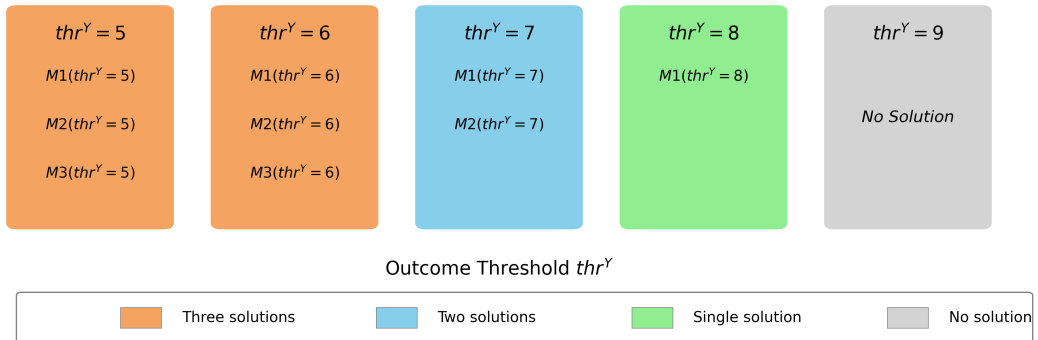 thr^Y = 5
M1(thr^Y = 5)
M2(thr^Y = 5)
M3(thr^Y = 5)
thr^Y = 6
M1(thr^Y = 6)
M2(thr^Y = 6)
M3(thr^Y = 6)
thr^Y = 7
M1(thr^Y = 7)
M2(thr^Y = 7)
thr^Y = 8
M1(thr^Y = 8)
thr^Y = 9
No Solution
Outcome Threshold thr^Y
Three solutions
Two solutions
Single solution
No solution